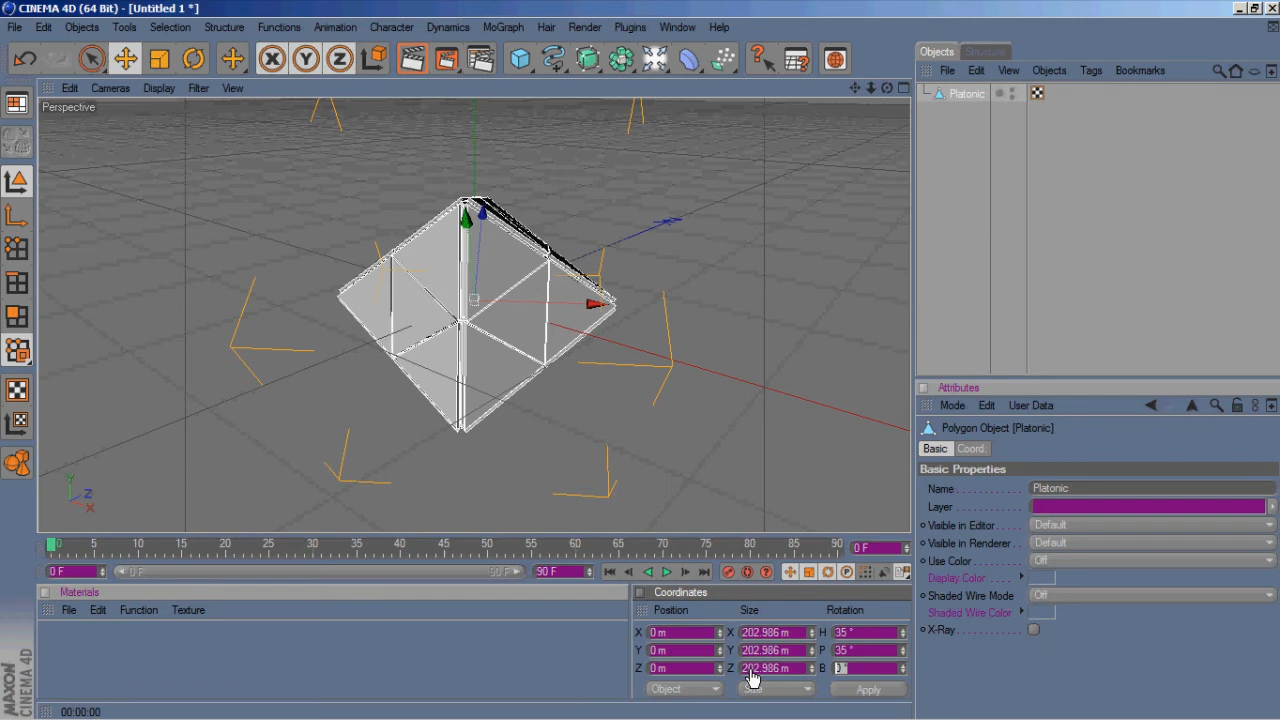 CINEMA 4D (64 Bit) - [Untitled 1 *]
File Edit Objects Tools Selection Structure Functions Animation Character Dynamics MoGraph Hair Render Plugins Window Help
X Y Z
Objects Structure
File Edit View Objects Tags Bookmarks
Platonic
Edit Cameras Display Filter View
Perspective
Y
Z
X
Attributes
Mode Edit User Data
Polygon Object [Platonic]
Basic Coord.
Basic Properties
Name Platonic
Layer
Visible in Editor Default
Visible in Renderer Default
Use Color Off
Display Color
Shaded Wire Mode Off
Shaded Wire Color
X-Ray
0 5 10 15 20 25 30 35 40 45 50 55 60 65 70 75 80 85 90 0 F
0 F 0 F 90 F 90 F
Materials
File Edit Function Texture
Coordinates
Position Size Rotation
X 0 m X 202.986 m H 35 °
Y 0 m Y 202.986 m P 35 °
Z 0 m Z 202.986 m B 0 °
Object Apply
MAXON CINEMA 4D
00:00:00